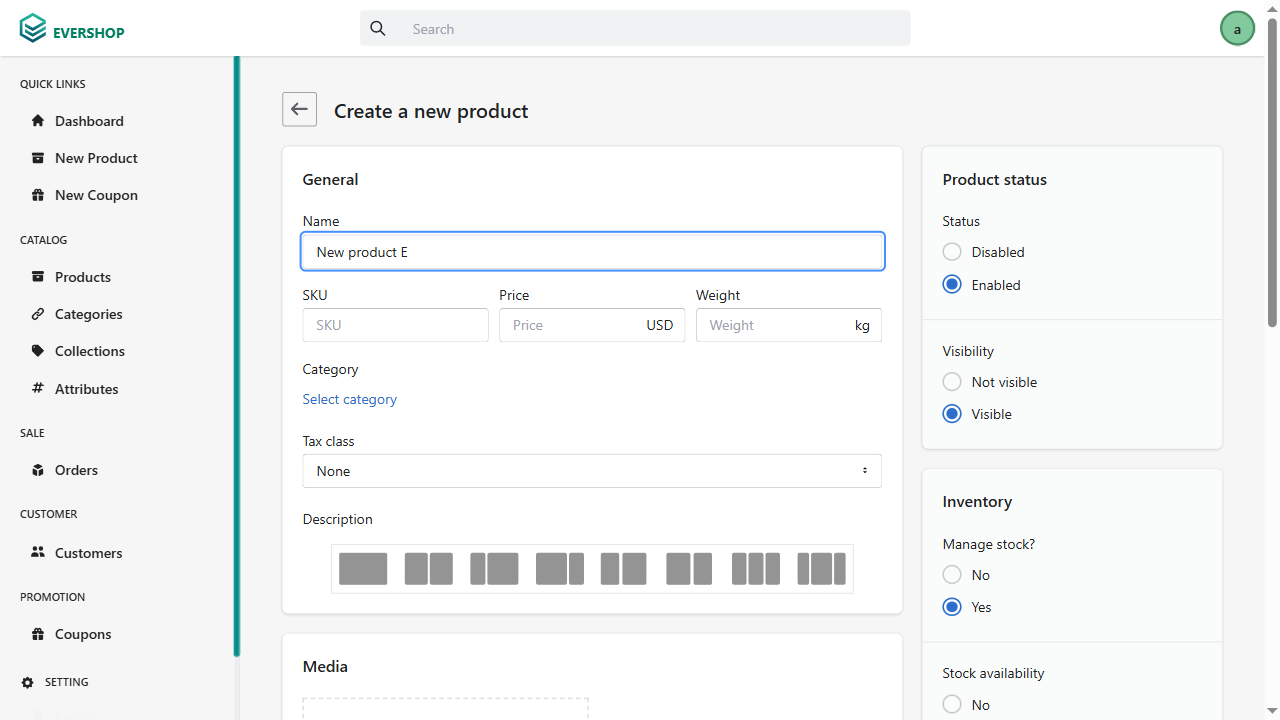 EVERSHOP
Search
a
QUICK LINKS
Dashboard
New Product
New Coupon
CATALOG
Products
Categories
Collections
Attributes
SALE
Orders
CUSTOMER
Customers
PROMOTION
Coupons
SETTING
Create a new product
General
Name
New product E
SKU Price Weight
SKU Price USD Weight kg
Category
Select category
Tax class
None
Description
Media
Product status
Status
Disabled
Enabled
Visibility
Not visible
Visible
Inventory
Manage stock?
No
Yes
Stock availability
No